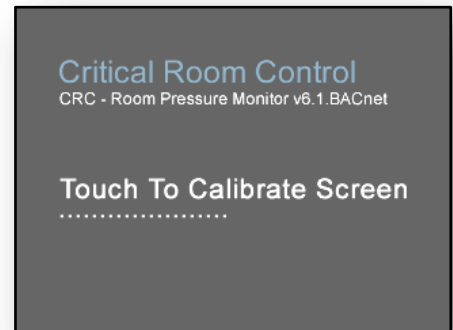 Critical Room Control
CRC - Room Pressure Monitor v6.1.BACnet
Touch To Calibrate Screen
.....................